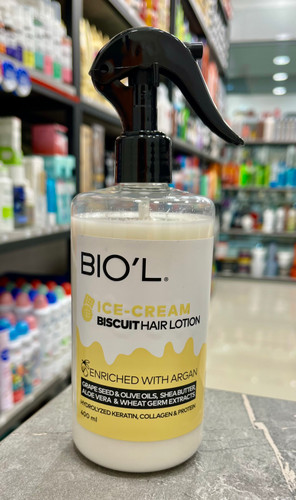 BIO'L®
ICE-CREAM
BISCUIT HAIR LOTION
ENRICHED WITH ARGAN
GRAPE SEED & OLIVE OILS, SHEA BUTTER,
ALOE VERA & WHEAT GERM EXTRACTS
HYDROLYZED KERATIN, COLLAGEN & PROTEIN
400 ml